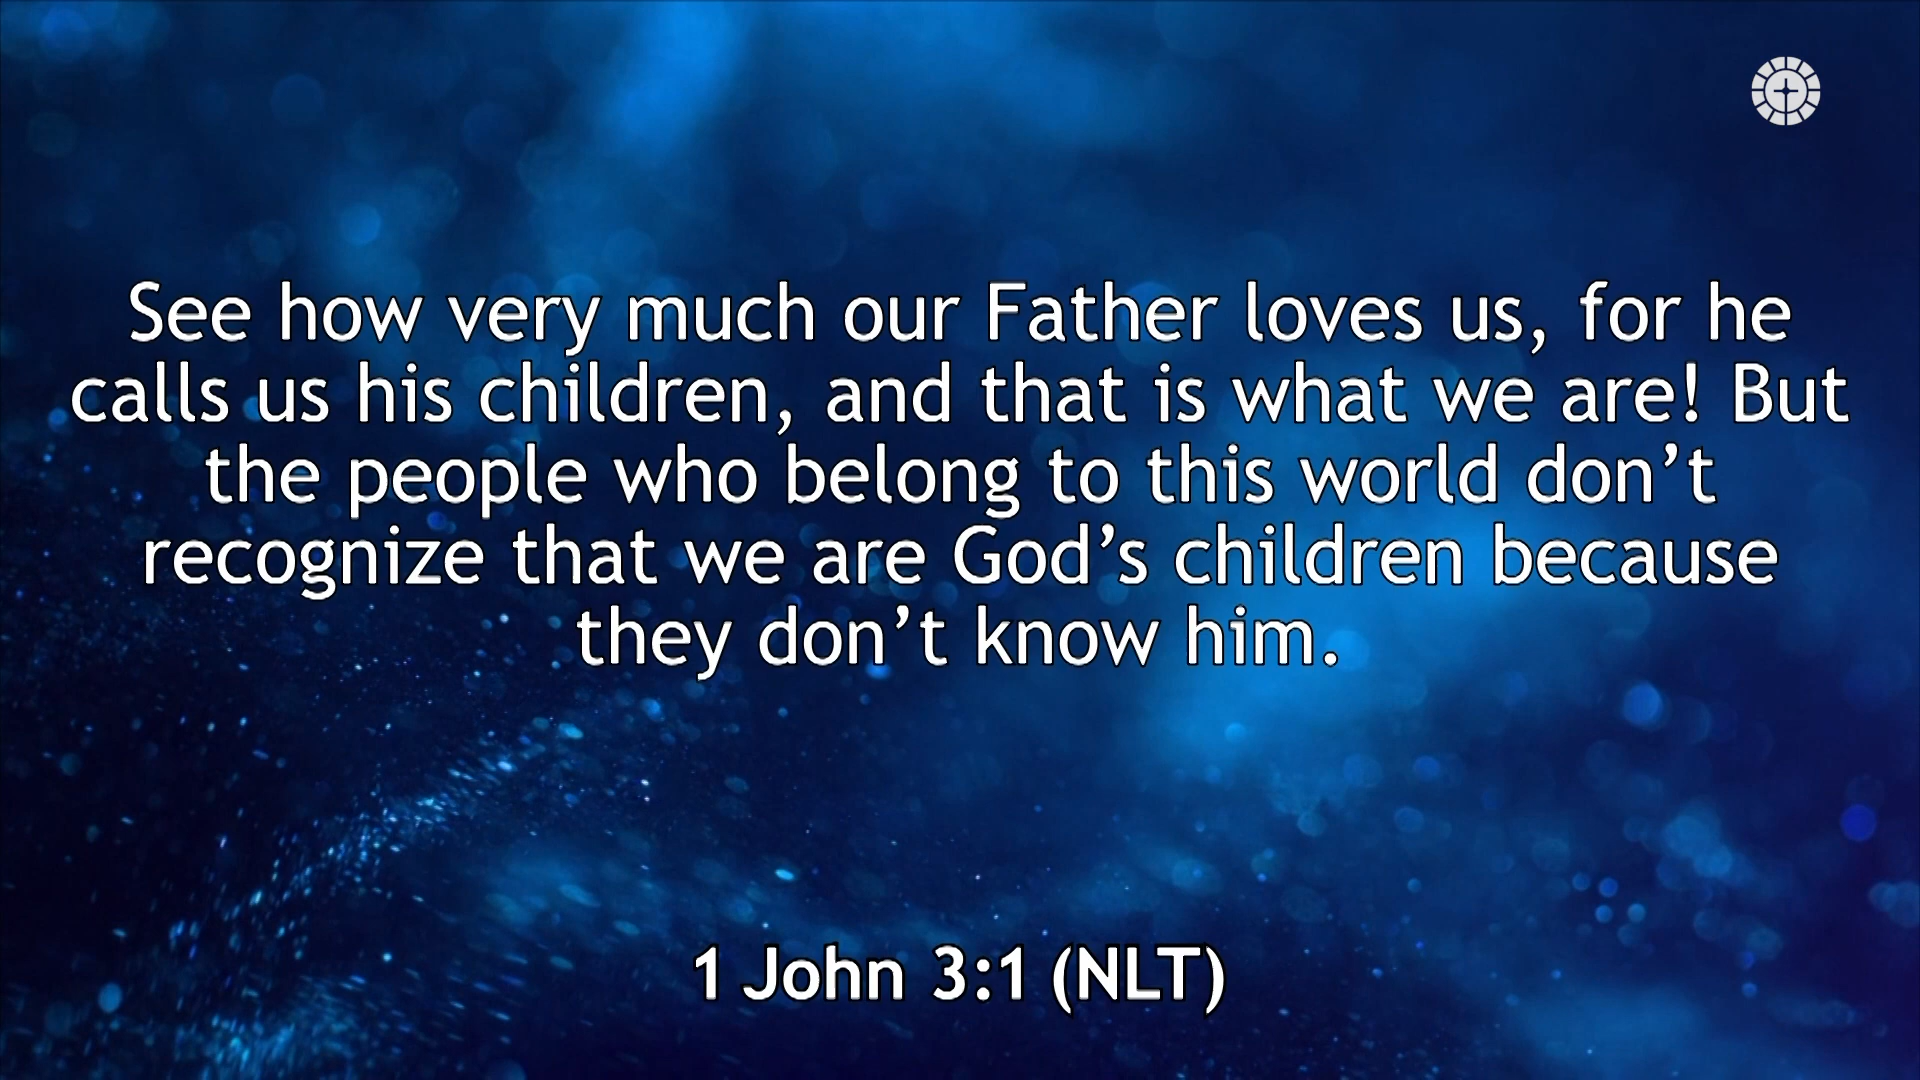 See how very much our Father loves us, for he
calls us his children, and that is what we are! But
the people who belong to this world don’t
recognize that we are God’s children because
they don’t know him.
1 John 3:1 (NLT)